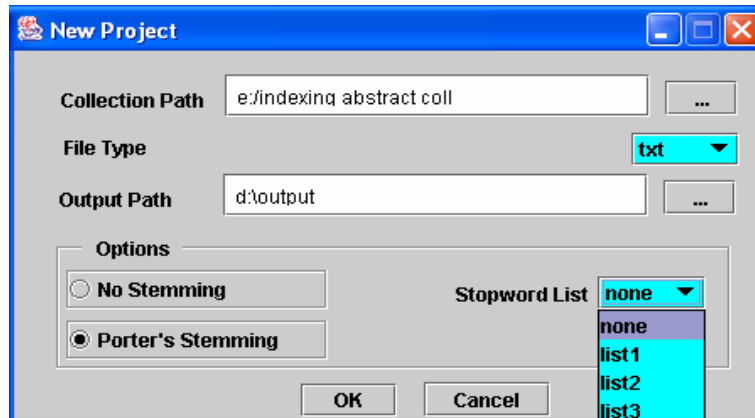 New Project
Collection Path e:/indexing abstract coll ...
File Type txt
Output Path d:\output ...
Options
No Stemming
Stopword List none
Porter's Stemming
none
list1
list2
list3
OK Cancel